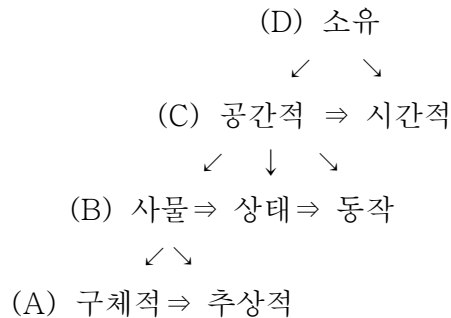 (D) 소유
↙ ↘
(C) 공간적 ⇒ 시간적
↙ ↓ ↘
(B) 사물⇒ 상태⇒ 동작
↙↘
(A) 구체적⇒ 추상적